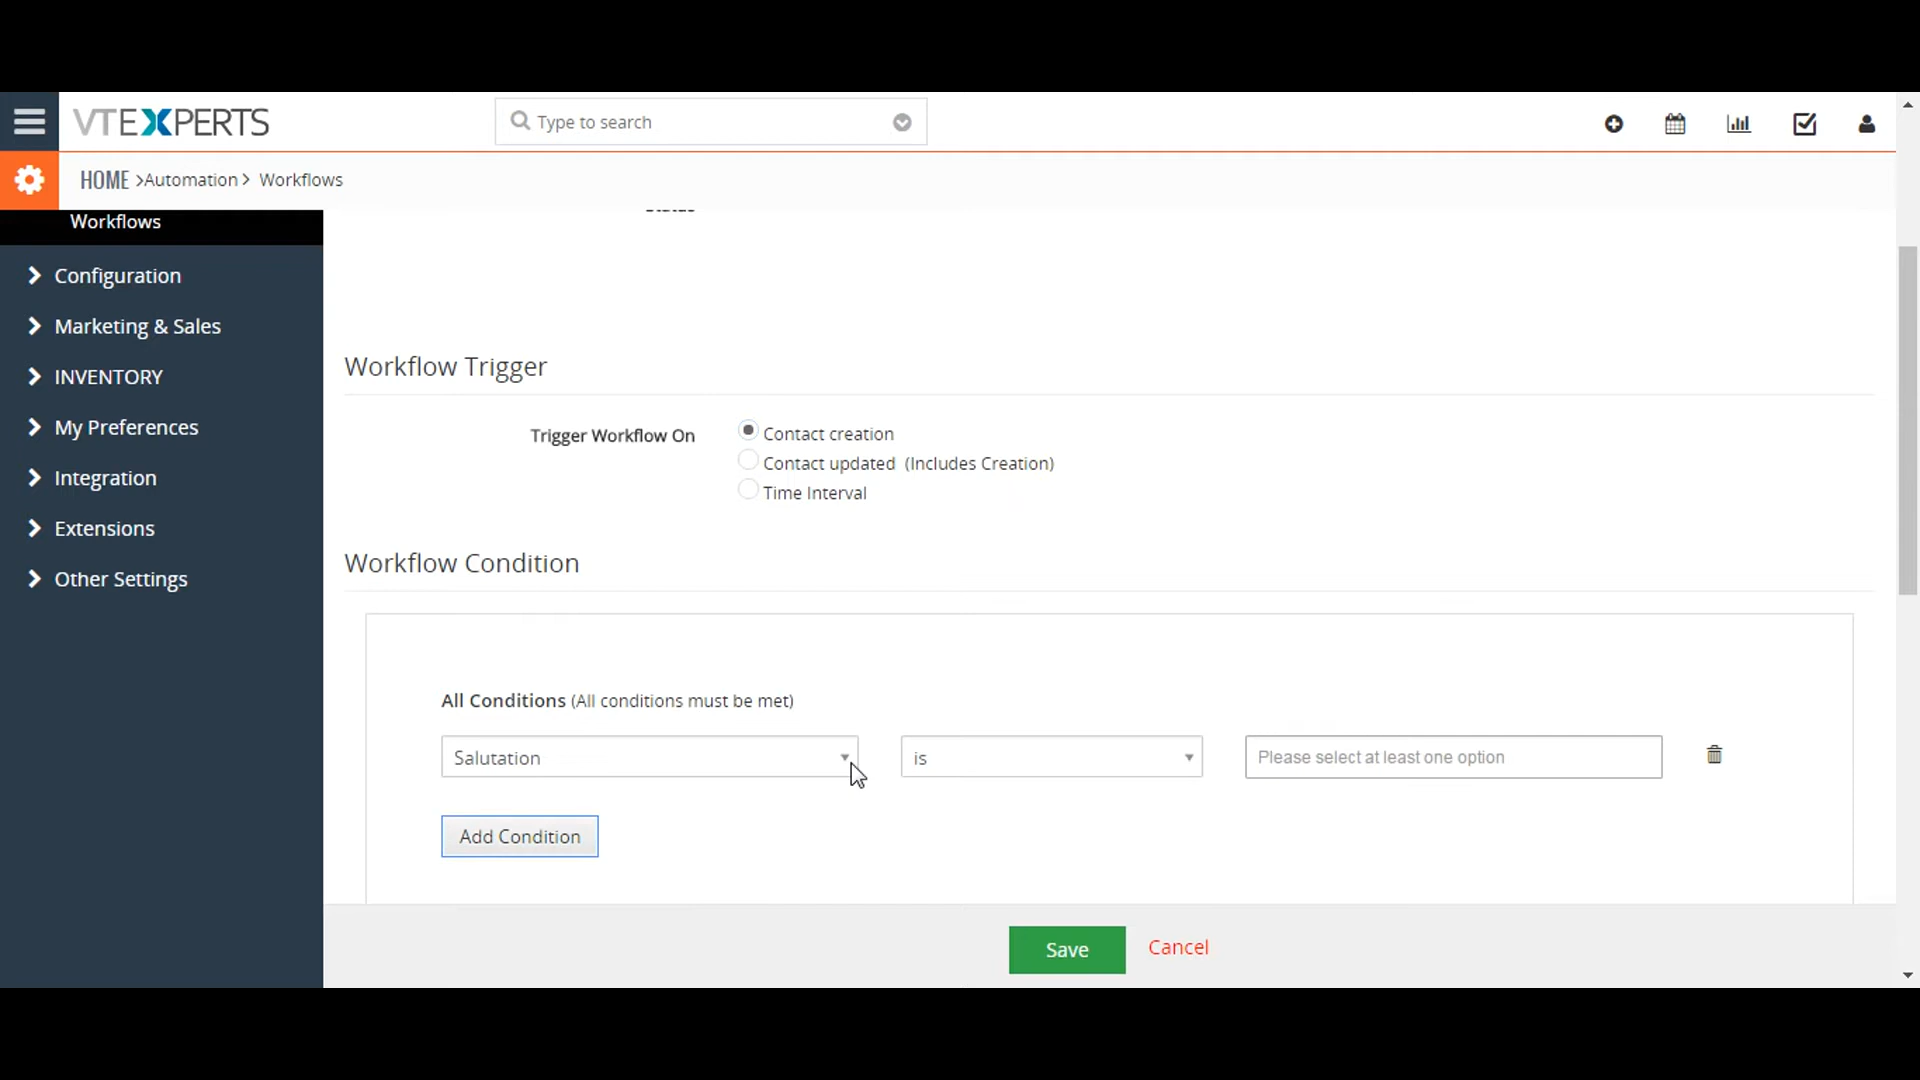 VTEXPERTS
Type to search
HOME >Automation > Workflows
Workflows
Status
Configuration
Marketing & Sales
INVENTORY
My Preferences
Integration
Extensions
Other Settings
Workflow Trigger
Trigger Workflow On
Contact creation
Contact updated (Includes Creation)
Time Interval
Workflow Condition
All Conditions (All conditions must be met)
Salutation
is
Please select at least one option
Add Condition
Save
Cancel